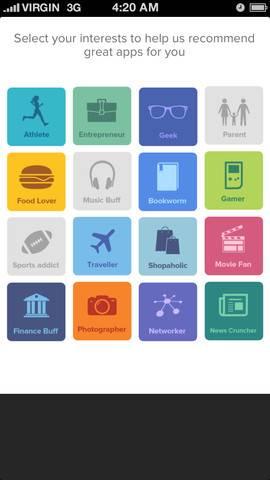 VIRGIN 3G 4:20 AM
Select your interests to help us recommend
great apps for you
Athlete Entrepreneur Geek Parent
Food Lover Music Buff Bookworm Gamer
Sports addict Traveller Shopaholic Movie Fan
Finance Buff Photographer Networker News Cruncher